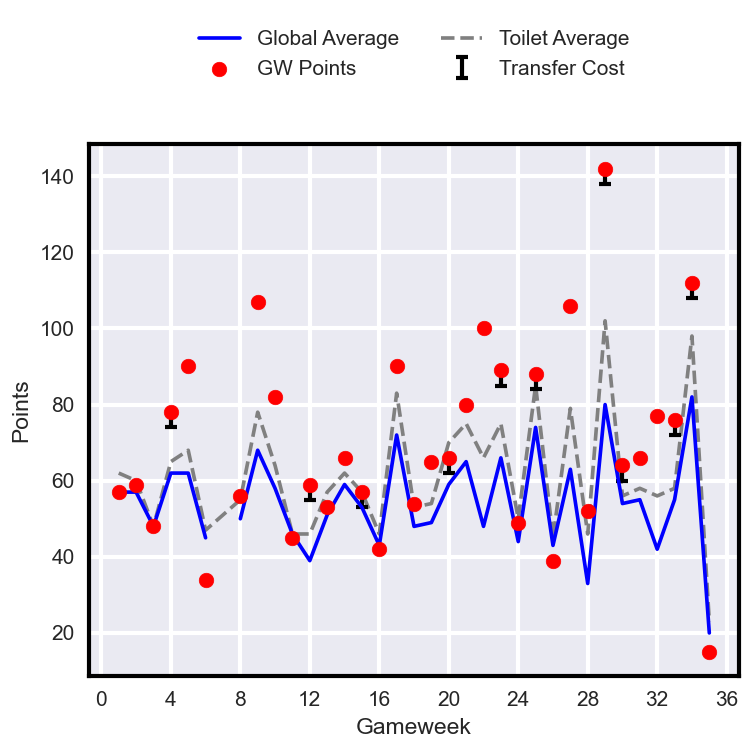 Global Average
Toilet Average
GW Points
Transfer Cost
140
120
100
80
60
40
20
Points
0 4 8 12 16 20 24 28 32 36
Gameweek